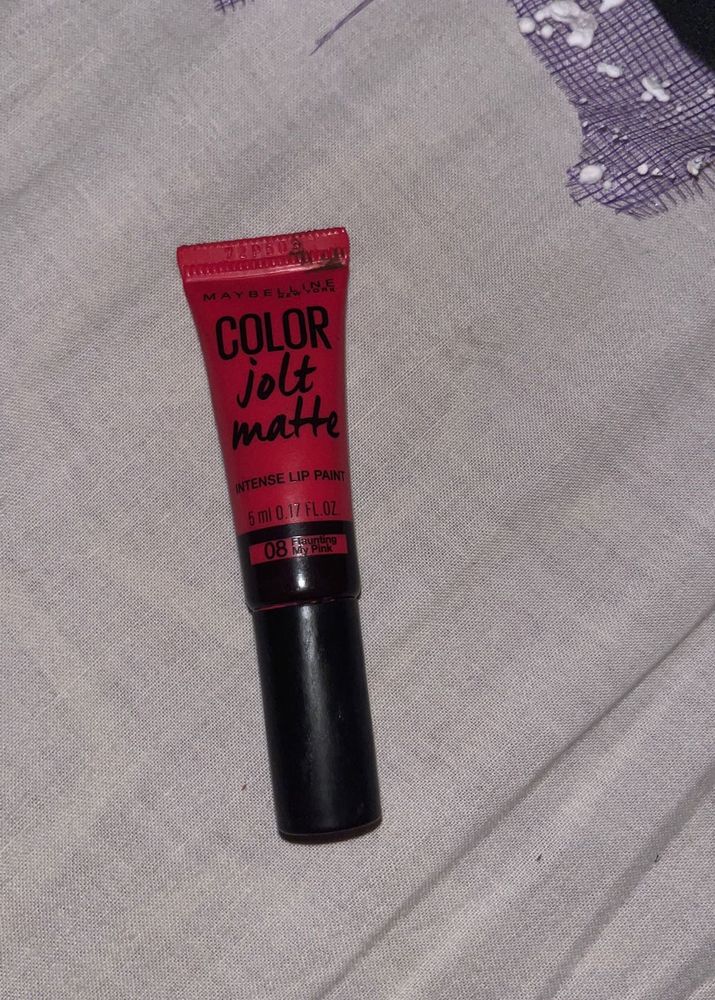 MAYBELLINE
NEW YORK
COLOR
jolt
matte
INTENSE LIP PAINT
5 ml 0.17 FL.OZ.
08 Flaunting
My Pink